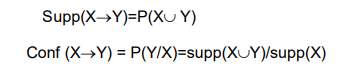 Supp(X→Y)=P(X∪ Y)
Conf (X→Y) = P(Y/X)=supp(X∪Y)/supp(X)